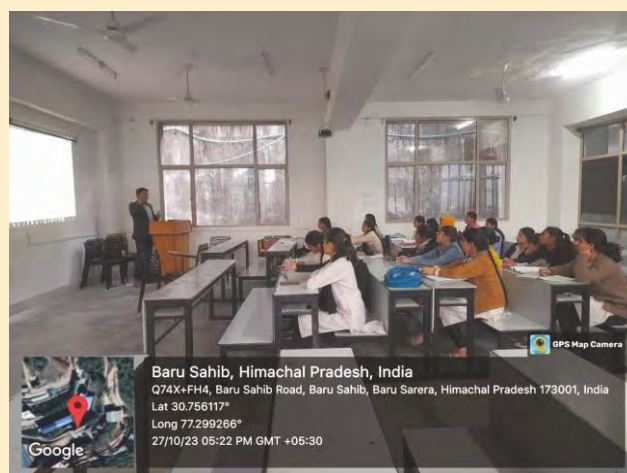 GPS Map Camera
Baru Sahib, Himachal Pradesh, India
Q74X+FH4, Baru Sahib Road, Baru Sahib, Baru Sarera, Himachal Pradesh 173001, India
Lat 30.756117°
Long 77.299266°
27/10/23 05:22 PM GMT +05:30
Google